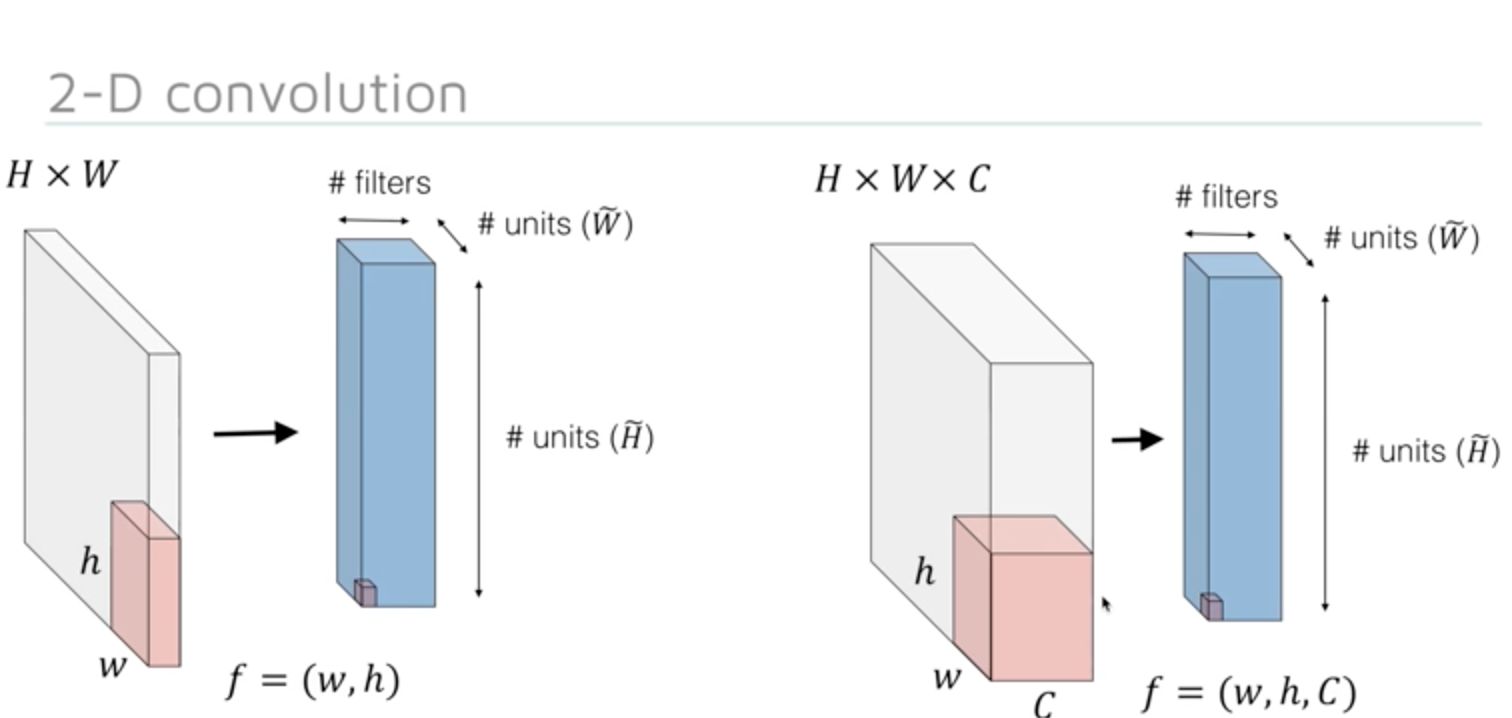 2-D convolution
H × W
# filters
# units (W̃)
# units (H̃)
h
w
f = (w, h)
H × W × C
# filters
# units (W̃)
# units (H̃)
h
w
C
f = (w, h, C)